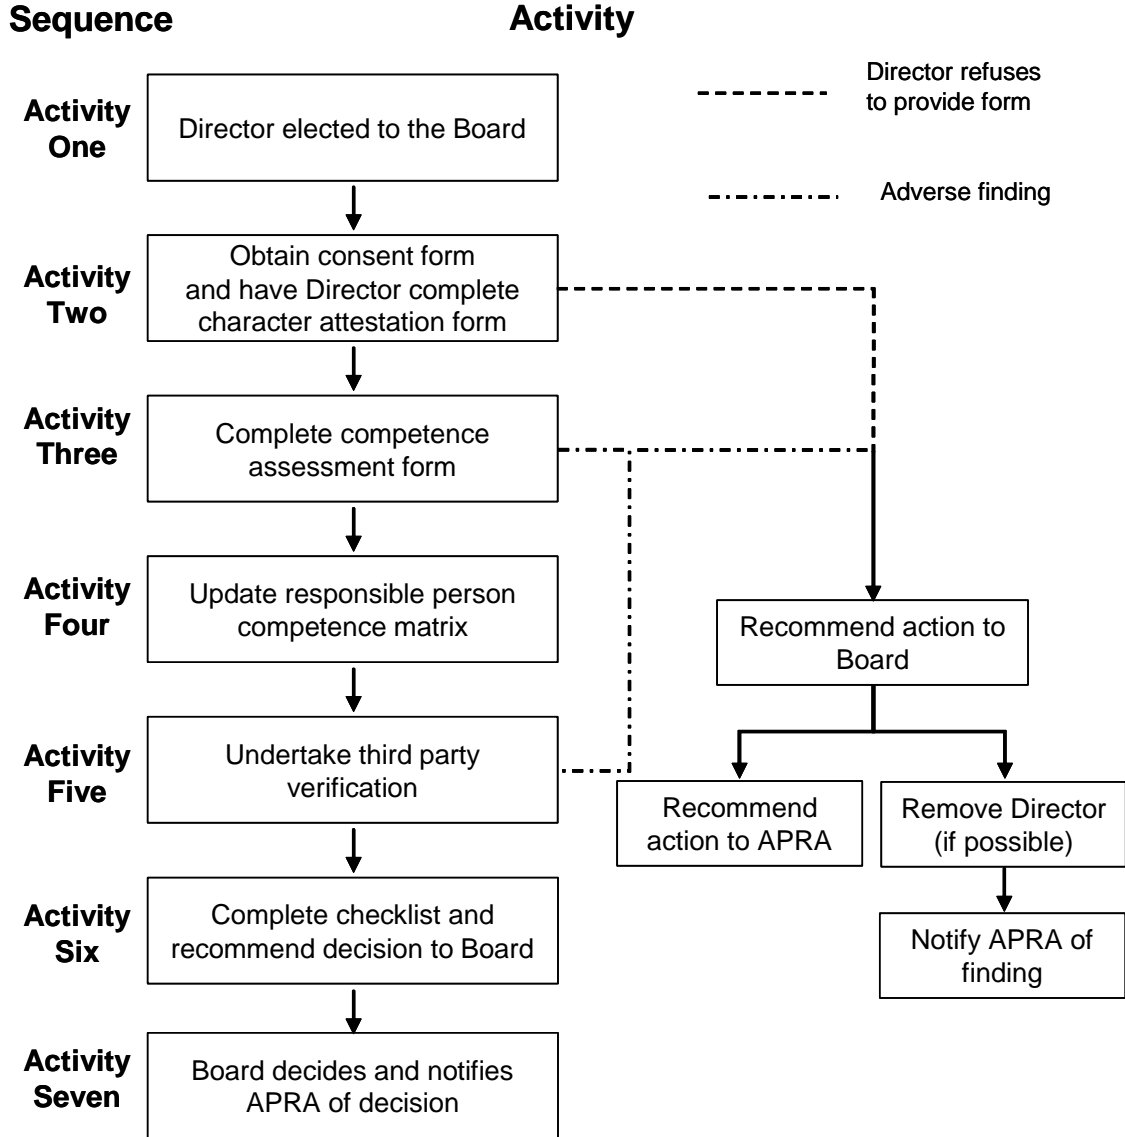 Sequence
Activity
Director refuses
to provide form
Adverse finding
Activity
One
Director elected to the Board
Activity
Two
Obtain consent form
and have Director complete
character attestation form
Activity
Three
Complete competence
assessment form
Activity
Four
Update responsible person
competence matrix
Recommend action to
Board
Activity
Five
Undertake third party
verification
Recommend
action to APRA
Remove Director
(if possible)
Activity
Six
Complete checklist and
recommend decision to Board
Notify APRA of
finding
Activity
Seven
Board decides and notifies
APRA of decision